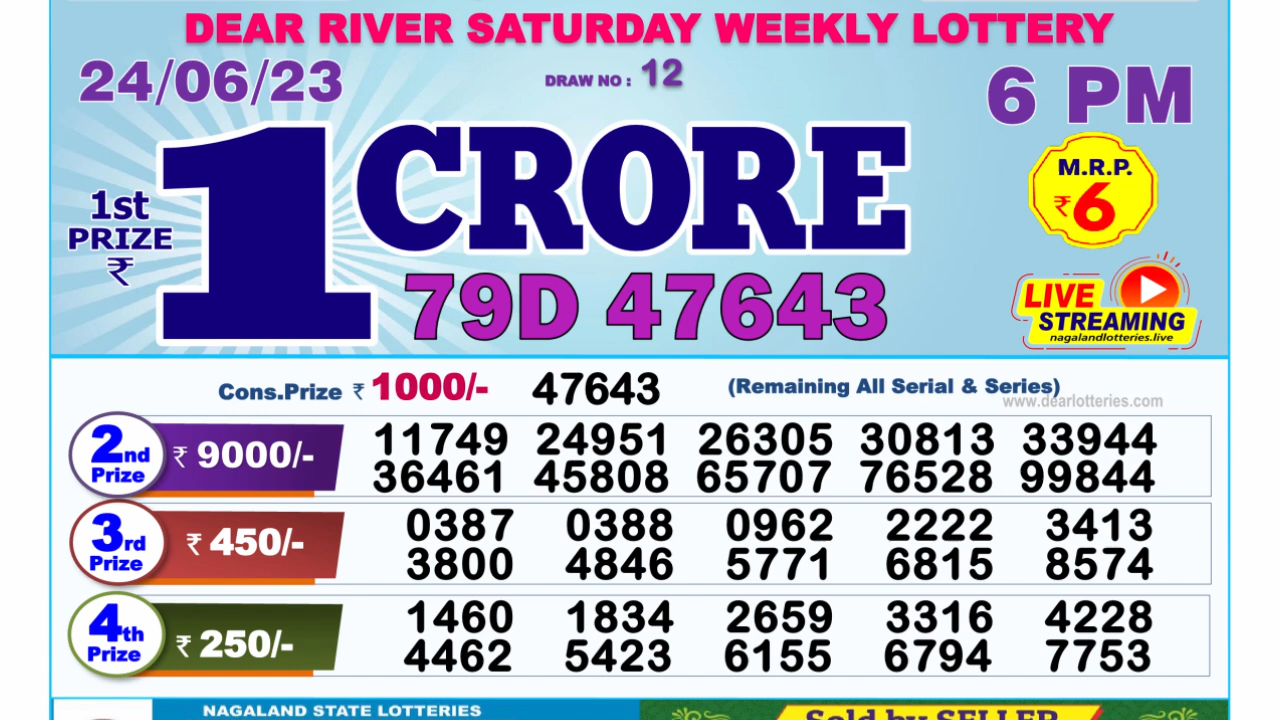 DEAR RIVER SATURDAY WEEKLY LOTTERY
24/06/23
DRAW NO : 12
6 PM
1st
PRIZE
₹
1 CRORE
M.R.P.
₹6
79D 47643
LIVE
STREAMING
nagalandlotteries.live
Cons.Prize ₹ 1000/- 47643 (Remaining All Serial & Series)
www.dearlotteries.com
2nd Prize ₹ 9000/-
11749 24951 26305 30813 33944
36461 45808 65707 76528 99844
3rd Prize ₹ 450/-
0387 0388 0962 2222 3413
3800 4846 5771 6815 8574
4th Prize ₹ 250/-
1460 1834 2659 3316 4228
4462 5423 6155 6794 7753
NAGALAND STATE LOTTERIES
Sold by SELLER